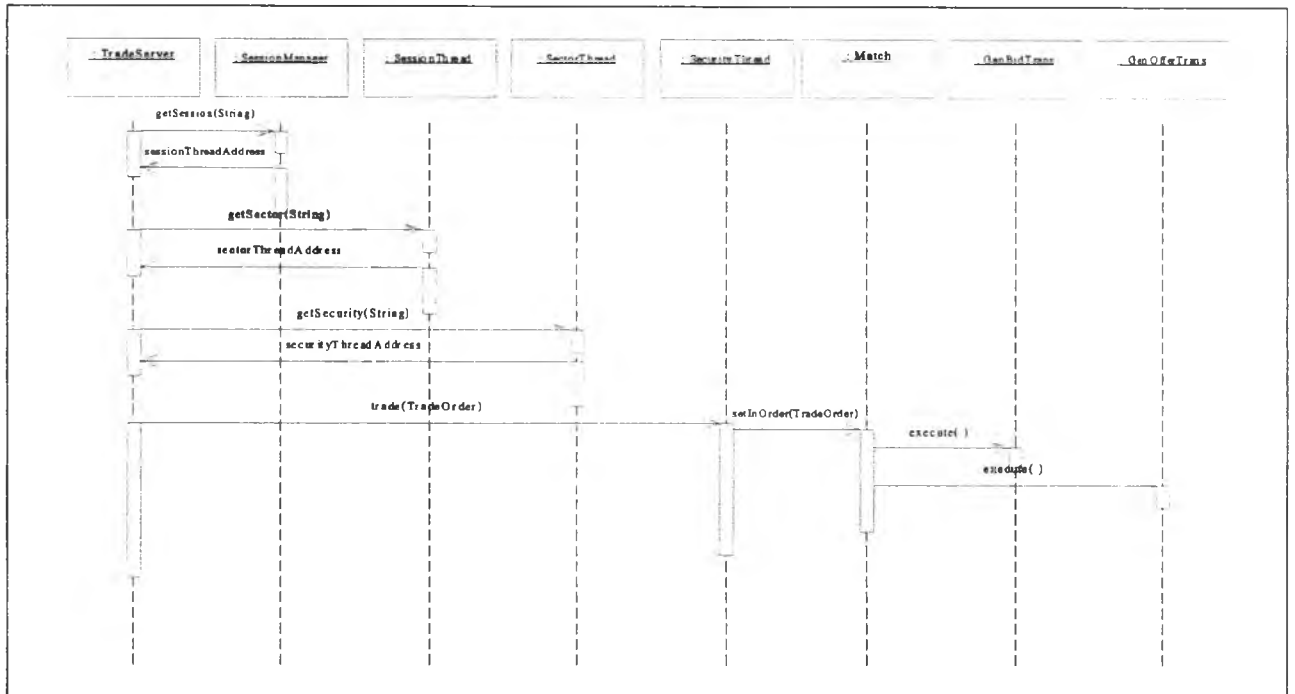 : TradeServer
: SessionManager
: SessionThread
: SectorThread
: SecurityThread
: Match
: GenBidTrans
: GenOfferTrans
getSession(String)
sessionThreadAddress
getSector(String)
sectorThreadAddress
getSecurity(String)
securityThreadAddress
trade(TradeOrder)
setInOrder(TradeOrder)
execute( )
execute( )